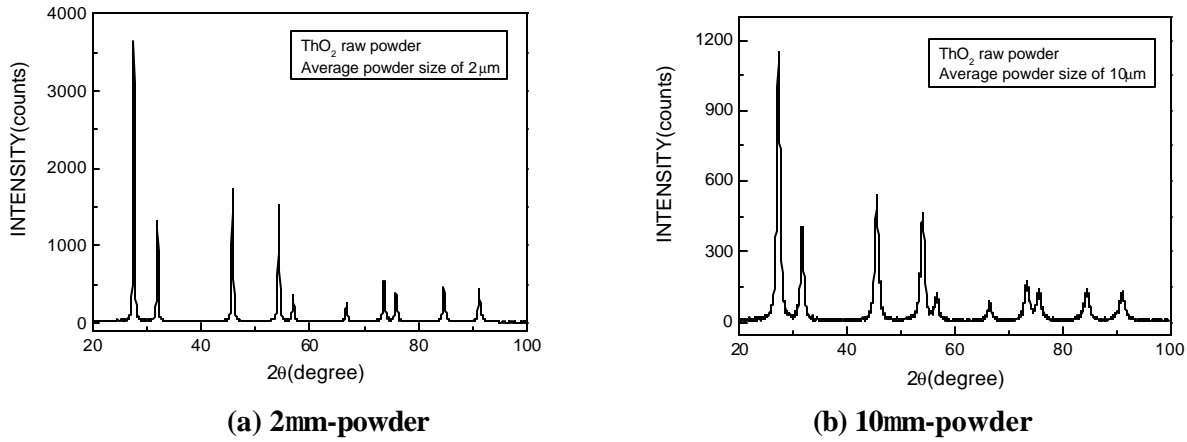 4000
3000
2000
1000
0
INTENSITY(counts)
ThO₂ raw powder
Average powder size of 2μm
20 40 60 80 100
2θ(degree)
(a) 2mm-powder
1200
900
600
300
0
INTENSITY(counts)
ThO₂ raw powder
Average powder size of 10μm
20 40 60 80 100
2θ(degree)
(b) 10mm-powder